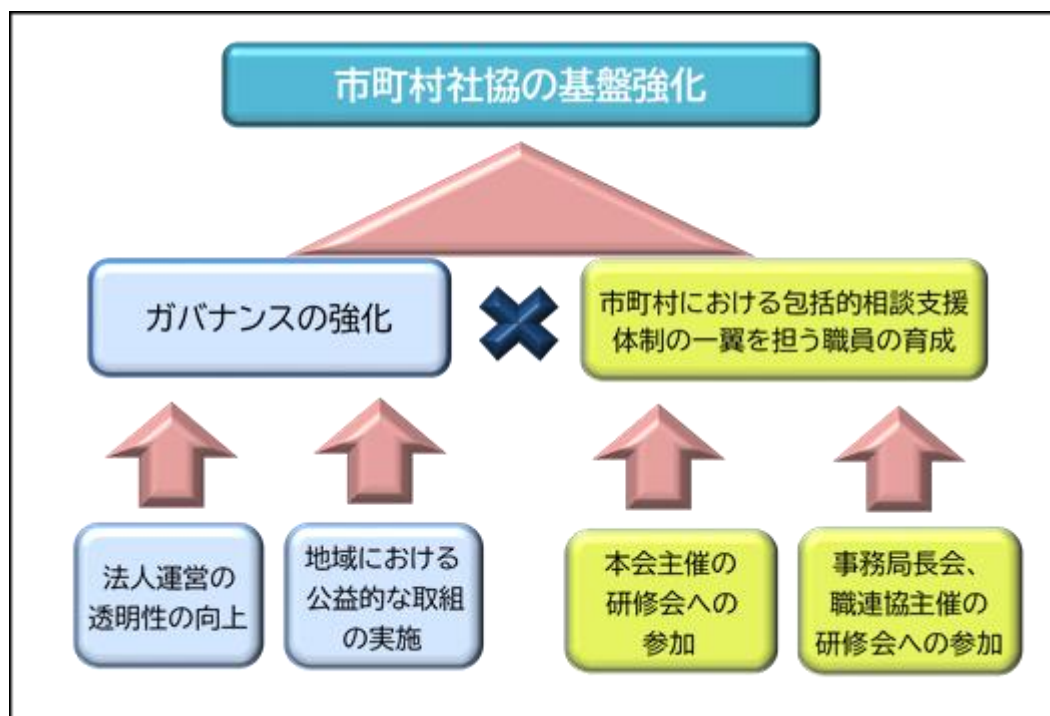 市町村社協の基盤強化
ガバナンスの強化
市町村における包括的相談支援
体制の一翼を担う職員の育成
法人運営の
透明性の向上
地域における
公益的な取組
の実施
本会主催の
研修会への
参加
事務局長会、
職連協主催の
研修会への参加